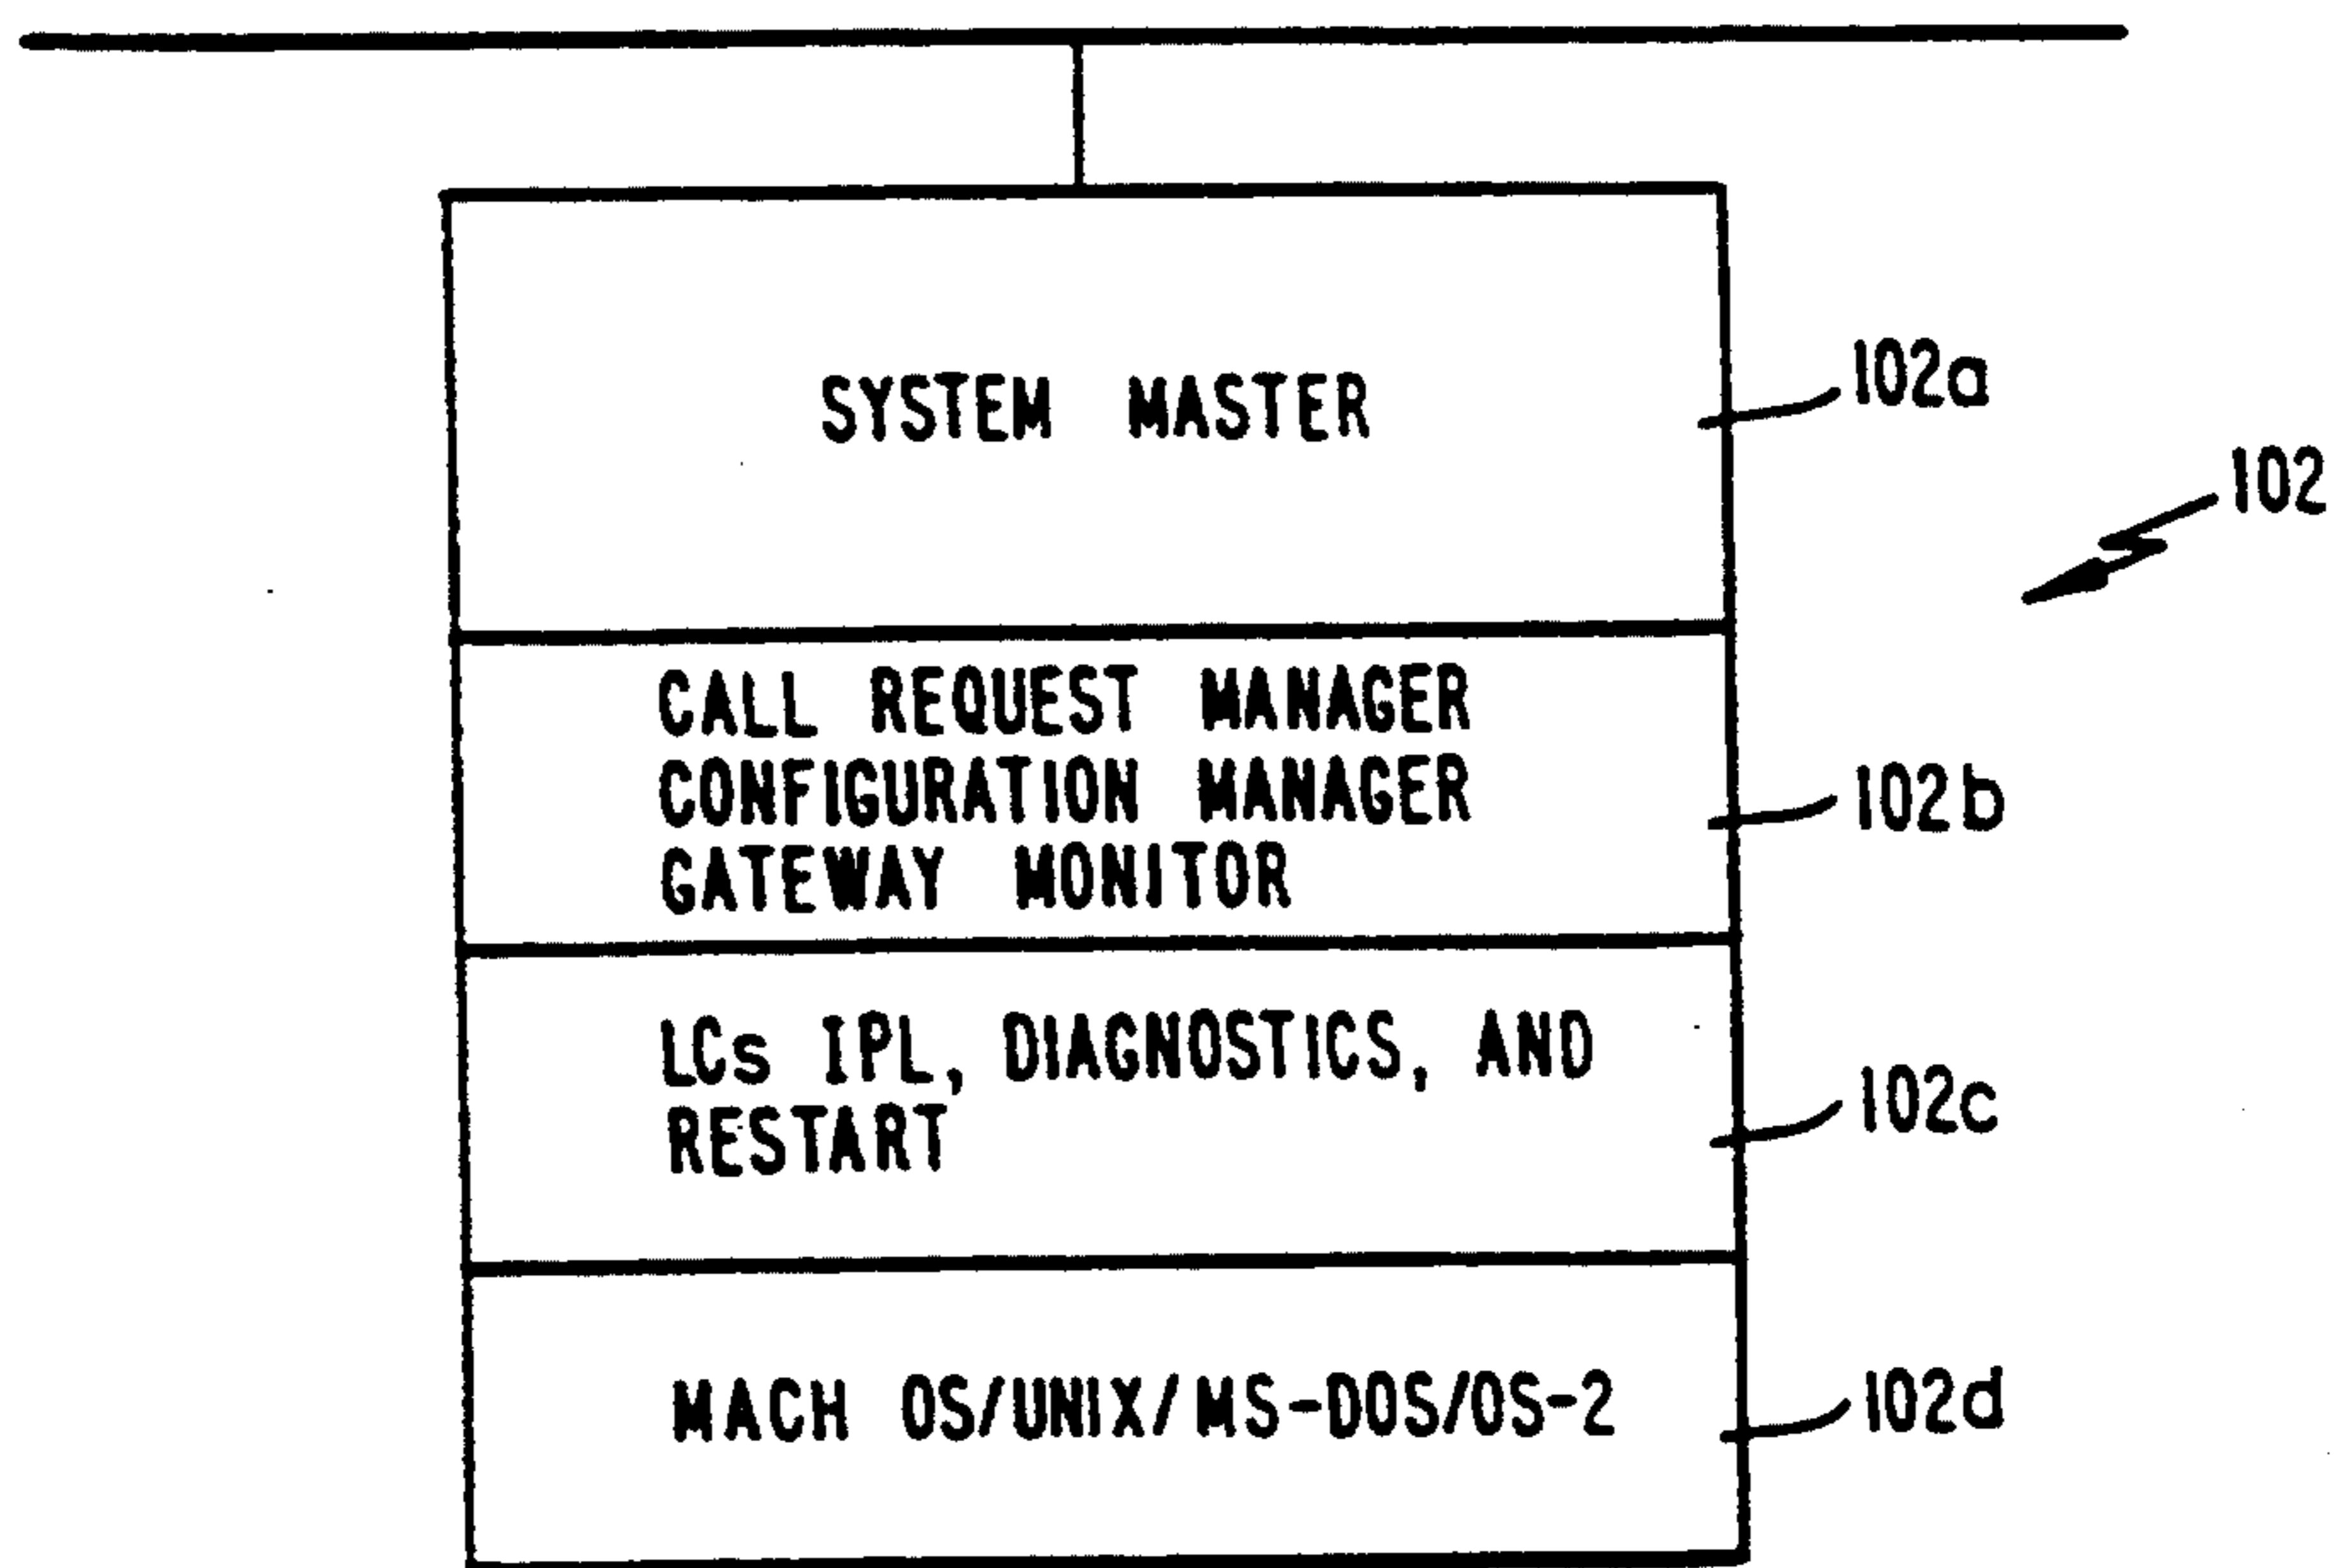 SYSTEM MASTER
102a
102
CALL REQUEST MANAGER
CONFIGURATION MANAGER
GATEWAY MONITOR
102b
LCs IPL, DIAGNOSTICS, AND
RESTART
102c
MACH OS/UNIX/MS-DOS/OS-2
102d